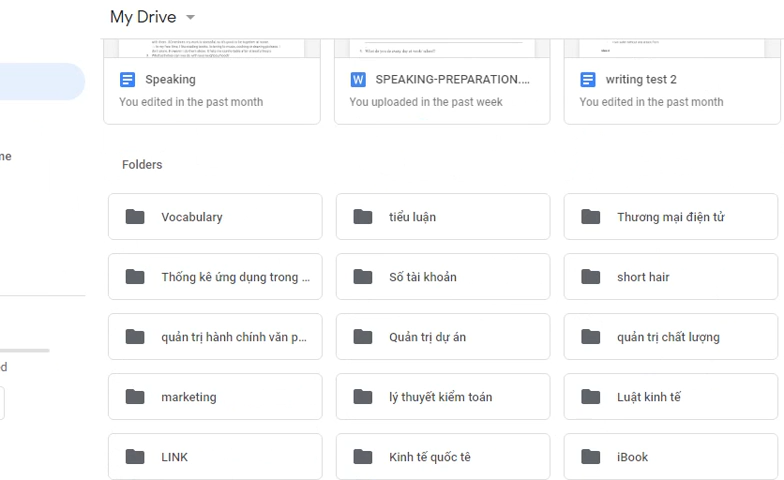 My Drive
me
d
Speaking
You edited in the past month
SPEAKING-PREPARATION....
You uploaded in the past week
writing test 2
You edited in the past month
Folders
Vocabulary
tiểu luận
Thương mại điện tử
Thống kê ứng dụng trong ...
Số tài khoản
short hair
quản trị hành chính văn p...
Quản trị dự án
quản trị chất lượng
marketing
lý thuyết kiểm toán
Luật kinh tế
LINK
Kinh tế quốc tế
iBook